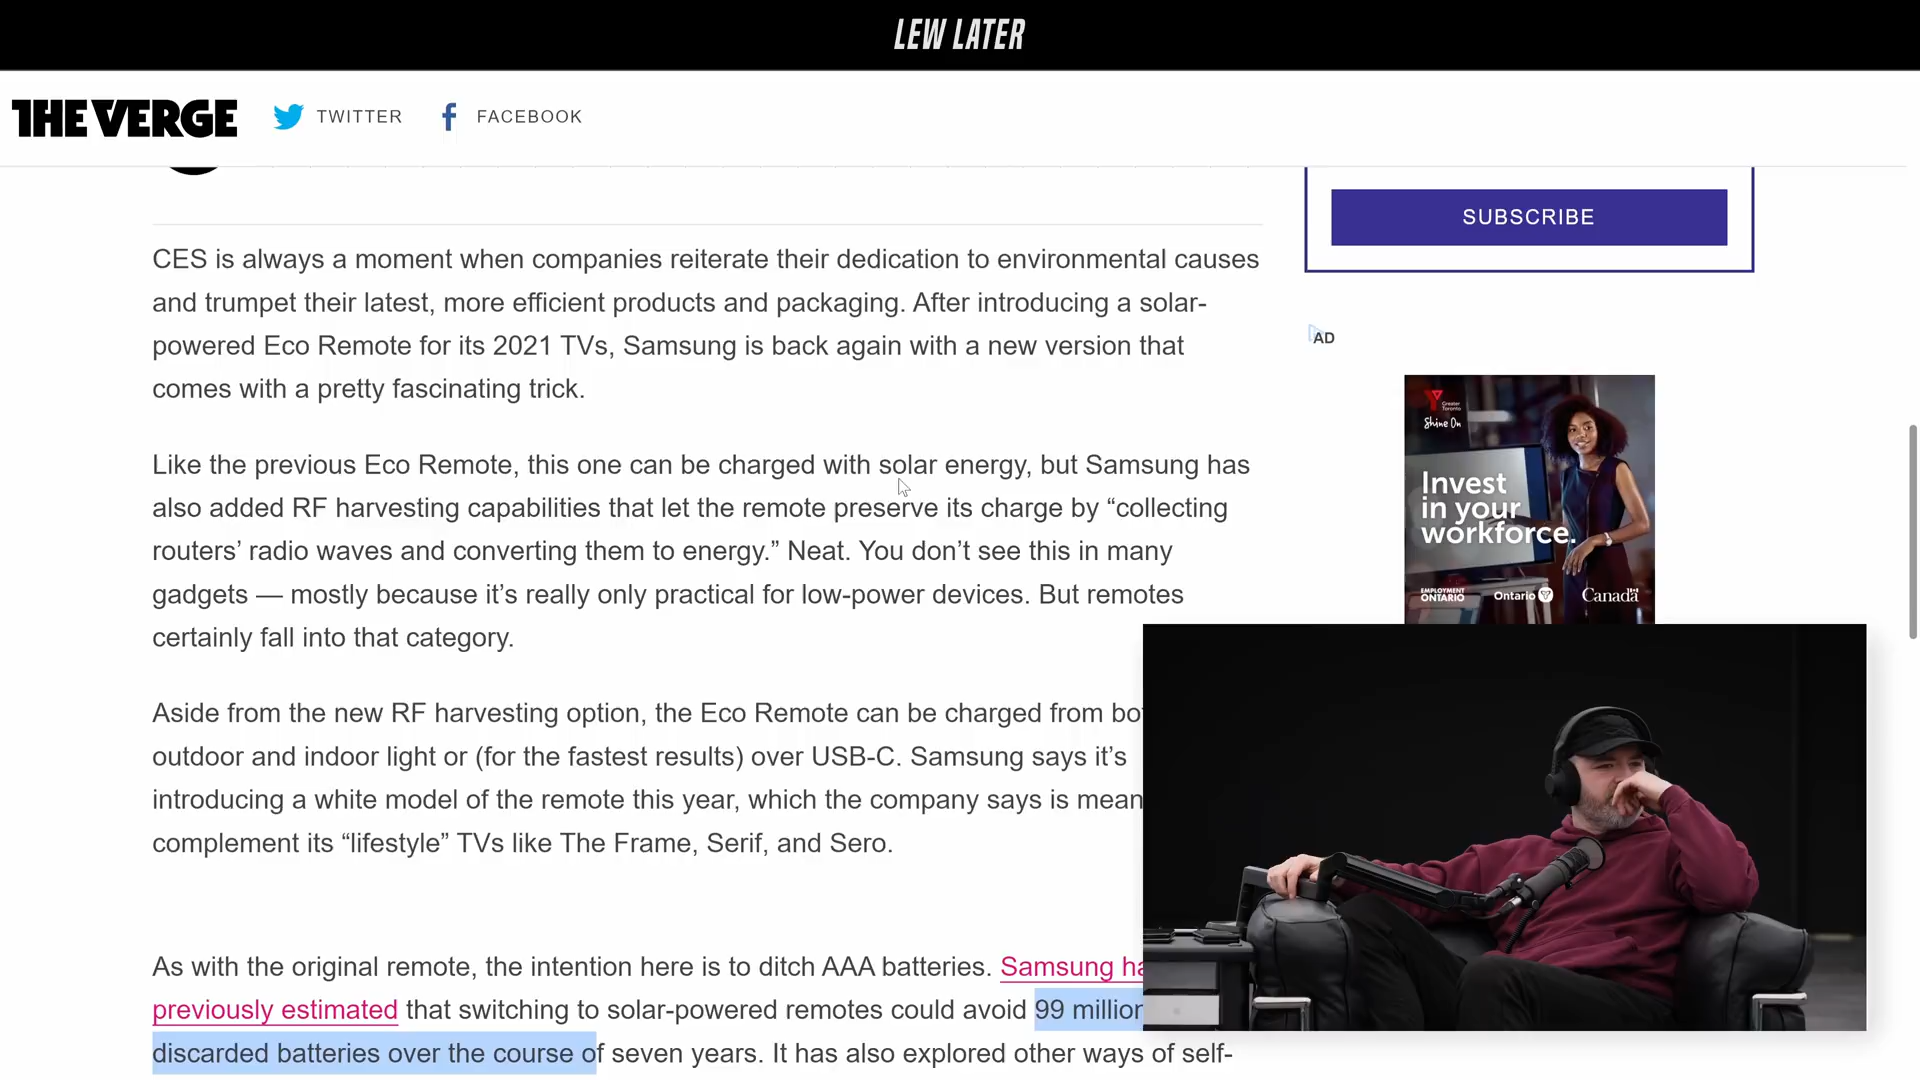 LEW LATER
THE VERGE TWITTER FACEBOOK
SUBSCRIBE
CES is always a moment when companies reiterate their dedication to environmental causes
and trumpet their latest, more efficient products and packaging. After introducing a solar-
powered Eco Remote for its 2021 TVs, Samsung is back again with a new version that
comes with a pretty fascinating trick.
Like the previous Eco Remote, this one can be charged with solar energy, but Samsung has
also added RF harvesting capabilities that let the remote preserve its charge by “collecting
routers’ radio waves and converting them to energy.” Neat. You don’t see this in many
gadgets — mostly because it’s really only practical for low-power devices. But remotes
certainly fall into that category.
Aside from the new RF harvesting option, the Eco Remote can be charged from
outdoor and indoor light or (for the fastest results) over USB-C. Samsung says it’s
introducing a white model of the remote this year, which the company says is
complement its “lifestyle” TVs like The Frame, Serif, and Sero.
As with the original remote, the intention here is to ditch AAA batteries. Samsung
previously estimated that switching to solar-powered remotes could avoid 99 million
discarded batteries over the course of seven years. It has also explored other ways of self-
AD
Greater
Toronto
Shine On
Invest
in your
workforce.
EMPLOYMENT
ONTARIO
Ontario
Canada